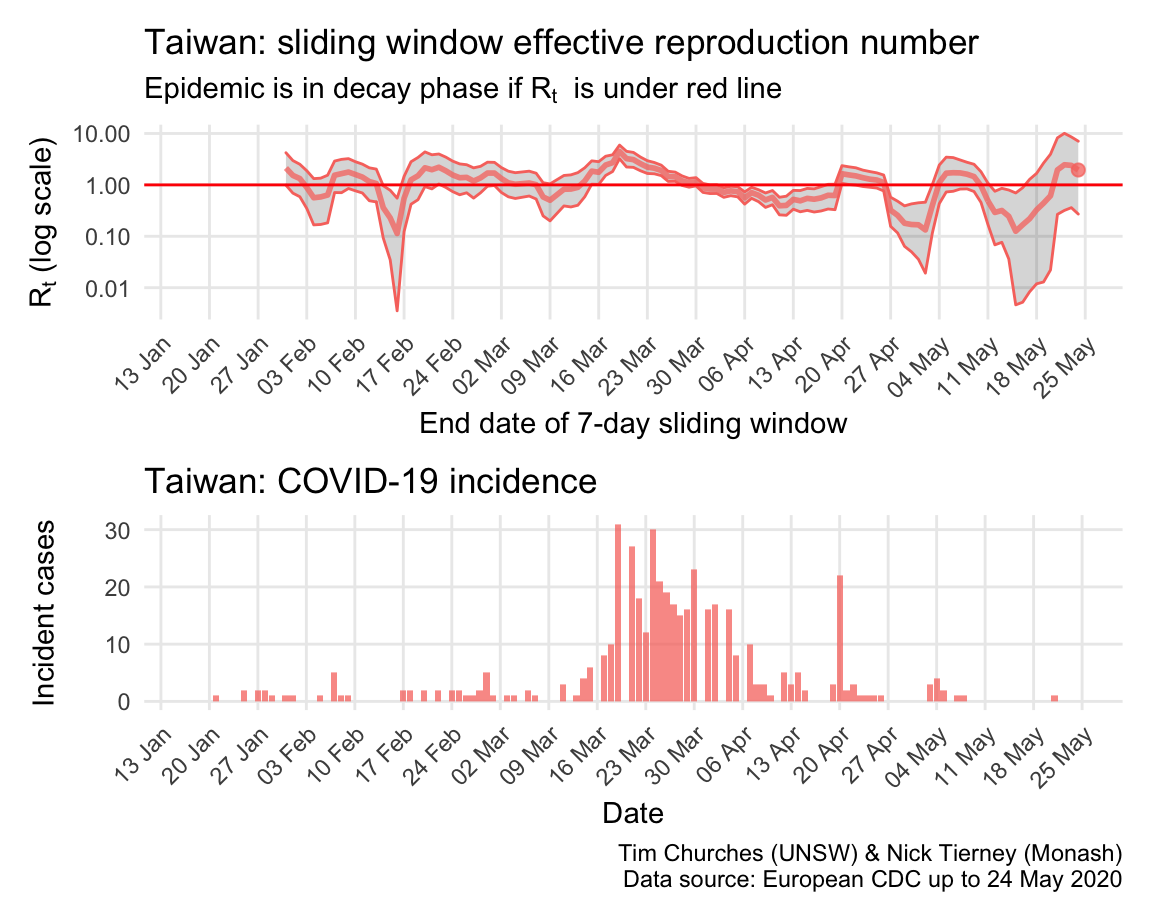 Taiwan: sliding window effective reproduction number
Epidemic is in decay phase if Rt is under red line
Rt (log scale)
10.00
1.00
0.10
0.01
13 Jan
20 Jan
27 Jan
03 Feb
10 Feb
17 Feb
24 Feb
02 Mar
09 Mar
16 Mar
23 Mar
30 Mar
06 Apr
13 Apr
20 Apr
27 Apr
04 May
11 May
18 May
25 May
End date of 7-day sliding window
Taiwan: COVID-19 incidence
Incident cases
30
20
10
0
13 Jan
20 Jan
27 Jan
03 Feb
10 Feb
17 Feb
24 Feb
02 Mar
09 Mar
16 Mar
23 Mar
30 Mar
06 Apr
13 Apr
20 Apr
27 Apr
04 May
11 May
18 May
25 May
Date
Tim Churches (UNSW) & Nick Tierney (Monash)
Data source: European CDC up to 24 May 2020